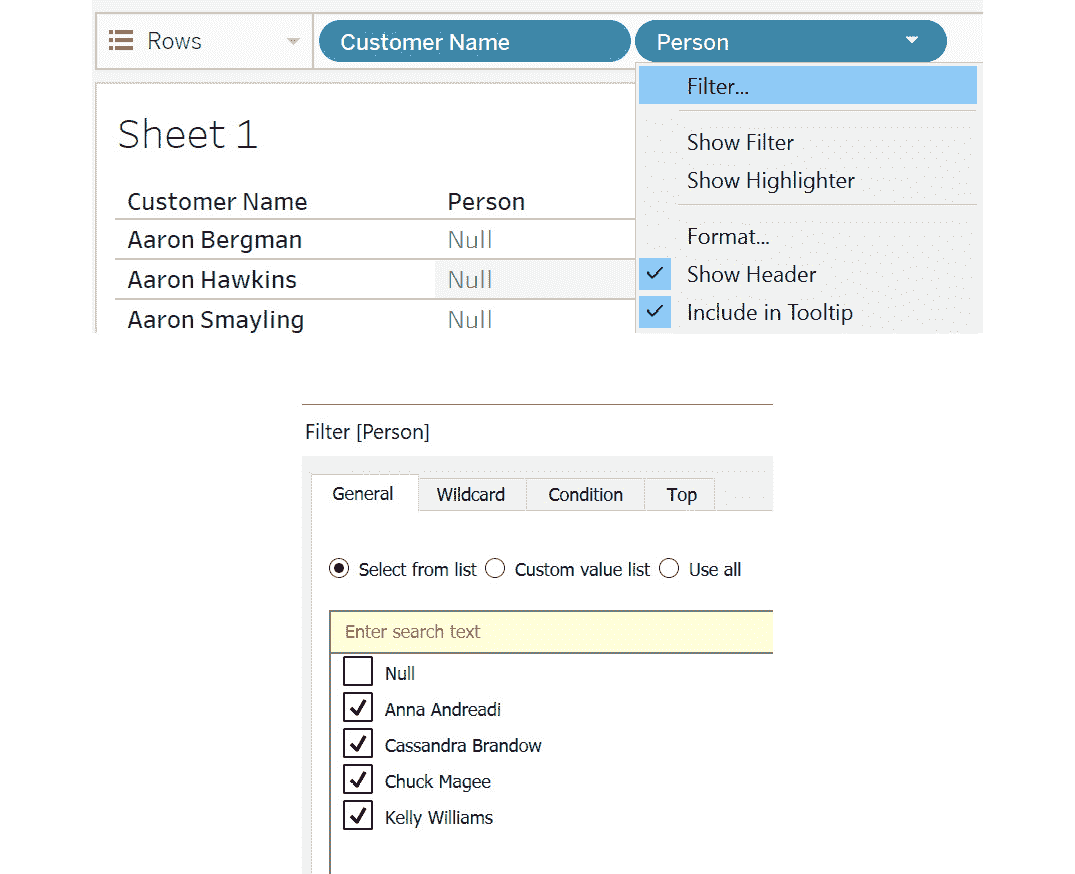 Rows Customer Name Person
Filter...
Sheet 1
Show Filter
Show Highlighter
Customer Name Person
Aaron Bergman Null
Format...
Aaron Hawkins Null
Show Header
Aaron Smayling Null
Include in Tooltip
Filter [Person]
General Wildcard Condition Top
Select from list Custom value list Use all
Enter search text
Null
Anna Andreadi
Cassandra Brandow
Chuck Magee
Kelly Williams